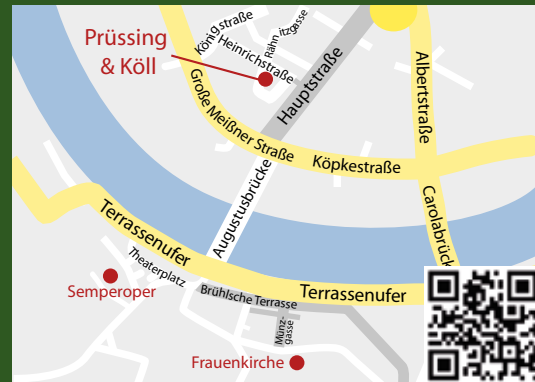 Königstraße
Prüssing
& Köll
Heinrichstraße
Rähnitzgasse
Hauptstraße
Albertstraße
Große Meißner Straße
Köpkestraße
Augustusbrücke
Carolabrück
Terrassenufer
Theaterplatz
Semperoper
Brühlsche Terrasse
Terrassenufer
Münz-
gasse
Frauenkirche